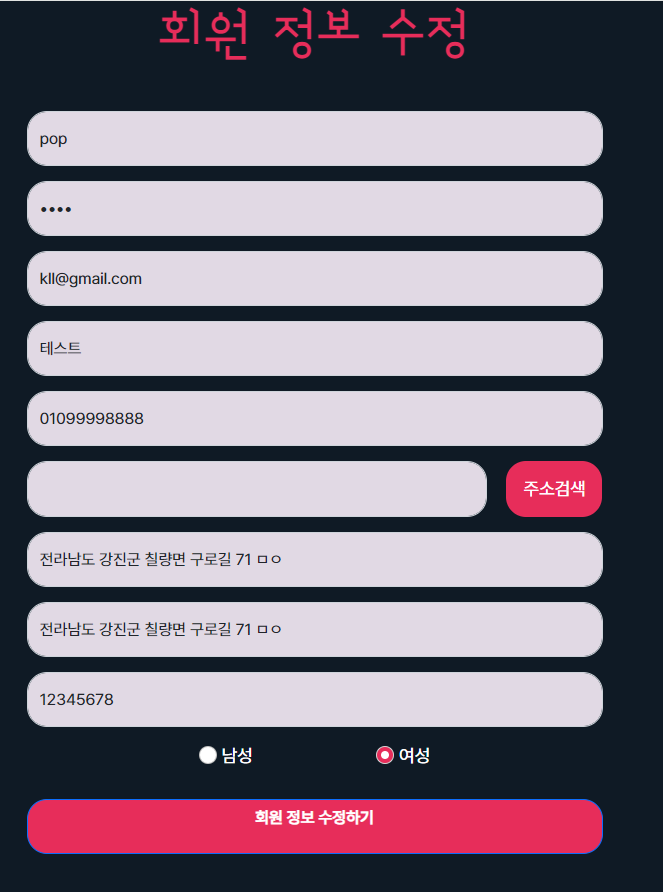 회원 정보 수정
pop
••••
kll@gmail.com
테스트
01099998888
주소검색
전라남도 강진군 칠량면 구로길 71 ㅁㅇ
전라남도 강진군 칠량면 구로길 71 ㅁㅇ
12345678
남성 여성
회원 정보 수정하기